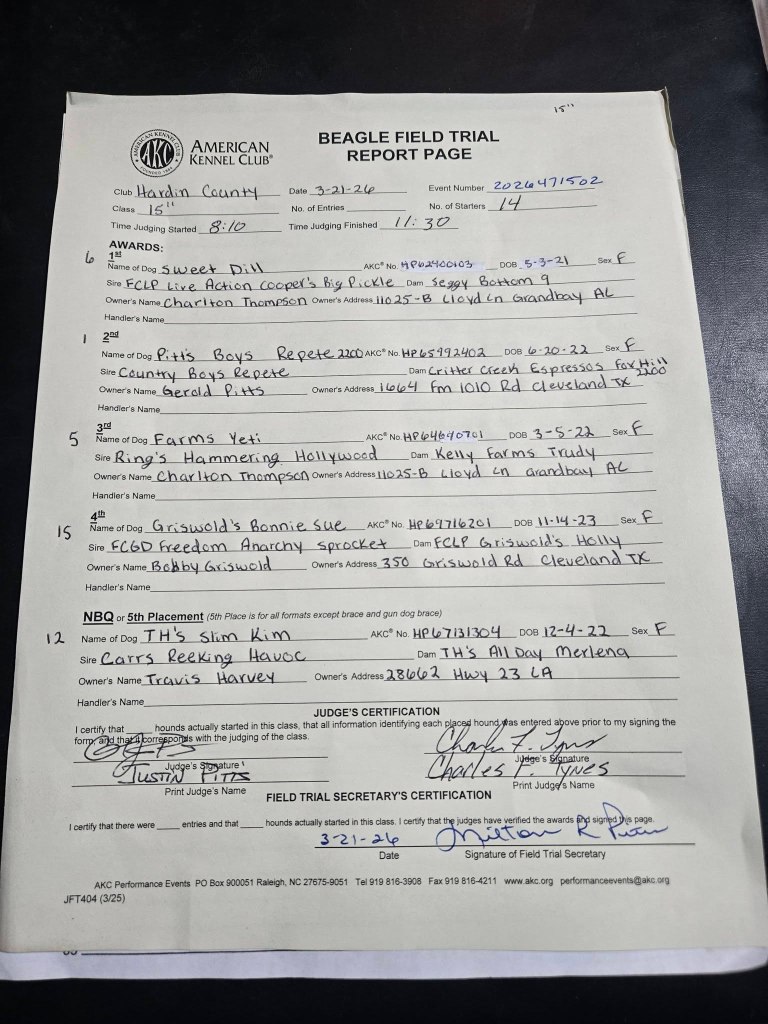 15"
AMERICAN KENNEL CLUB
FOUNDED 1884
AKC
AMERICAN
KENNEL CLUB®
BEAGLE FIELD TRIAL
REPORT PAGE
Club Hardin County Date 3-21-26 Event Number 2026471502
Class 15" No. of Entries No. of Starters 14
Time Judging Started 8:10 Time Judging Finished 11:30
AWARDS:
6 1st
Name of Dog Sweet Dill AKC® No. HP62400103 DOB 5-3-21 Sex F
Sire FCLP Live Action Cooper's Big Pickle Dam Seggy Bottom 9
Owner's Name Charlton Thompson Owner's Address 11025-B Lloyd Ln Grandbay AL
Handler's Name
1 2nd
Name of Dog Pitts Boys Repete 2200 AKC® No. HP65992402 DOB 6-20-22 Sex F
Sire Country Boys Repete Dam Critter Creek Espressos Fox Hill 2200
Owner's Name Gerold Pitts Owner's Address 1664 Fm 1010 Rd Cleveland TX
Handler's Name
5 3rd
Name of Dog Farms Yeti AKC® No. HP64640701 DOB 3-5-22 Sex F
Sire Ring's Hammering Hollywood Dam Kelly Farms Trudy
Owner's Name Charlton Thompson Owner's Address 11025-B Lloyd Ln Grandbay AL
Handler's Name
15 4th
Name of Dog Griswold's Bonnie Sue AKC® No. HP69716201 DOB 11-14-23 Sex F
Sire FCGD Freedom Anarchy Sprocket Dam FCLP Griswold's Holly
Owner's Name Bobby Griswold Owner's Address 350 Griswold Rd Cleveland TX
Handler's Name
NBQ or 5th Placement (5th Place is for all formats except brace and gun dog brace)
12 Name of Dog TH's Slim Kim AKC® No. HP67131304 DOB 12-4-22 Sex F
Sire Carrs Reeking Havoc Dam TH's All Day Merlena
Owner's Name Travis Harvey Owner's Address 28662 Hwy 23 LA
Handler's Name
JUDGE'S CERTIFICATION
I certify that hounds actually started in this class, that all information identifying each placed hound was entered above prior to my signing the
form, and that it corresponds with the judging of the class.
Charles F. Tynes
Judge's Signature Judge's Signature
Justin Pitts Charles F. Tynes
Print Judge's Name Print Judge's Name
FIELD TRIAL SECRETARY'S CERTIFICATION
I certify that there were entries and that hounds actually started in this class. I certify that the judges have verified the awards and signed this page.
3-21-26 Milton R
Date Signature of Field Trial Secretary
AKC Performance Events PO Box 900051 Raleigh, NC 27675-9051 Tel 919 816-3908 Fax 919 816-4211 www.akc.org performanceevents@akc.org
JFT404 (3/25)